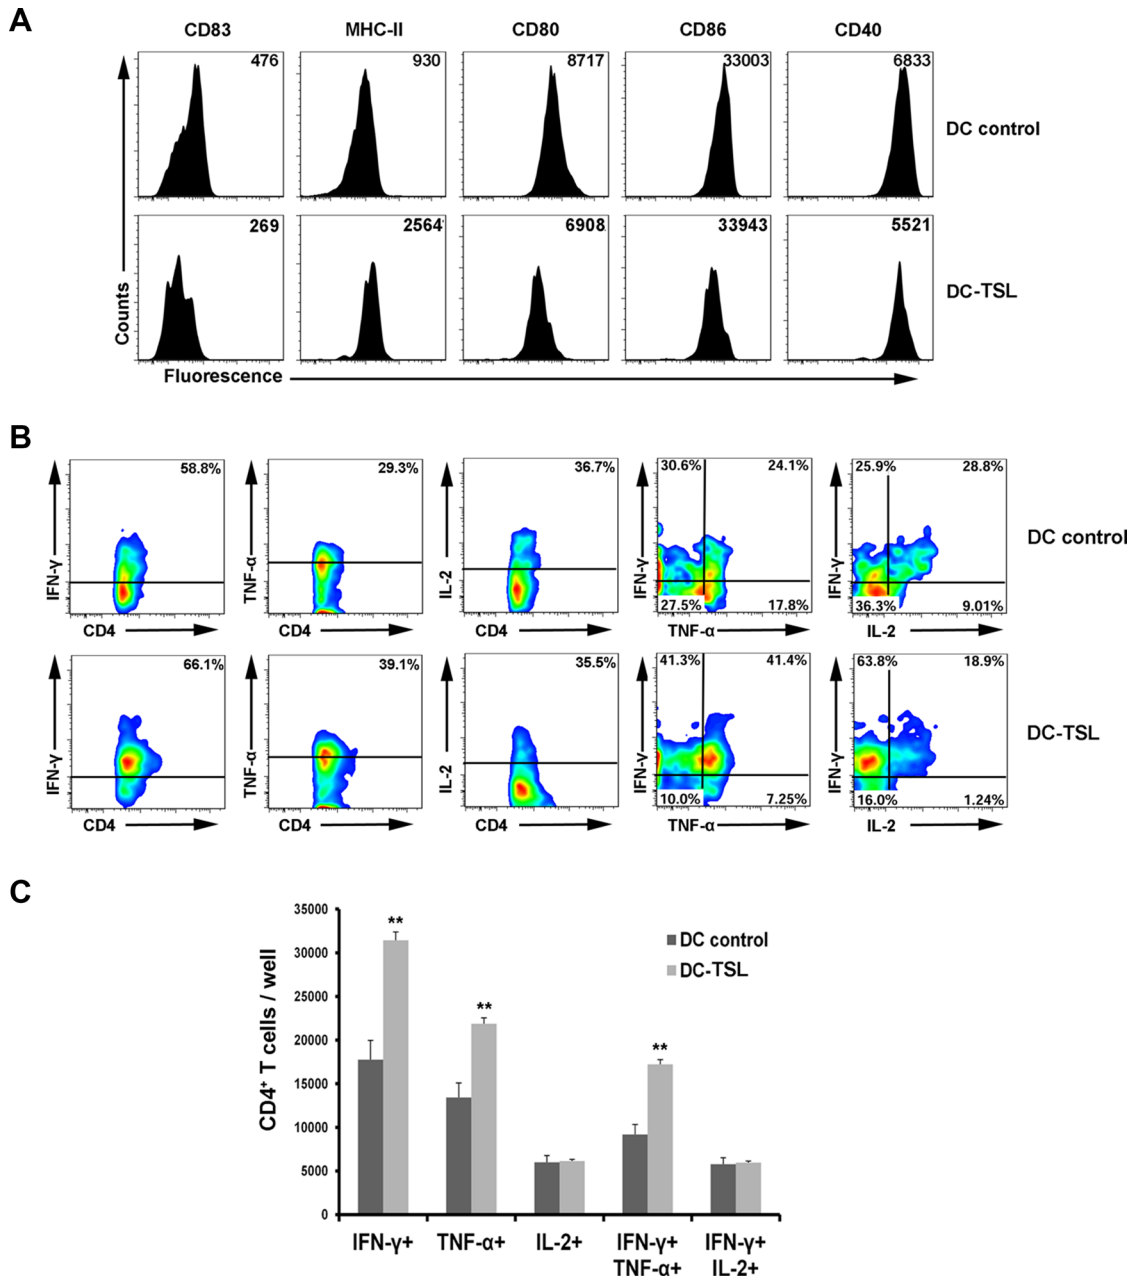 A
CD83 MHC-II CD80 CD86 CD40
476 930 8717 33003 6833
DC control
269 2564 6908 33943 5521
DC-TSL
Counts
Fluorescence
B
58.8% 29.3% 36.7% 30.6% 24.1% 25.9% 28.8%
DC control
IFN-γ TNF-α IL-2 IFN-γ IFN-γ
27.5% 17.8% 36.3% 9.01%
CD4 CD4 CD4 TNF-α IL-2
66.1% 39.1% 35.5% 41.3% 41.4% 63.8% 18.9%
DC-TSL
IFN-γ TNF-α IL-2 IFN-γ IFN-γ
10.0% 7.25% 16.0% 1.24%
CD4 CD4 CD4 TNF-α IL-2
C
CD4+ T cells / well
35000
30000
25000
20000
15000
10000
5000
0
** ** **
DC control
DC-TSL
IFN-γ+ TNF-α+ IL-2+ IFN-γ+ IFN-γ+
TNF-α+ IL-2+